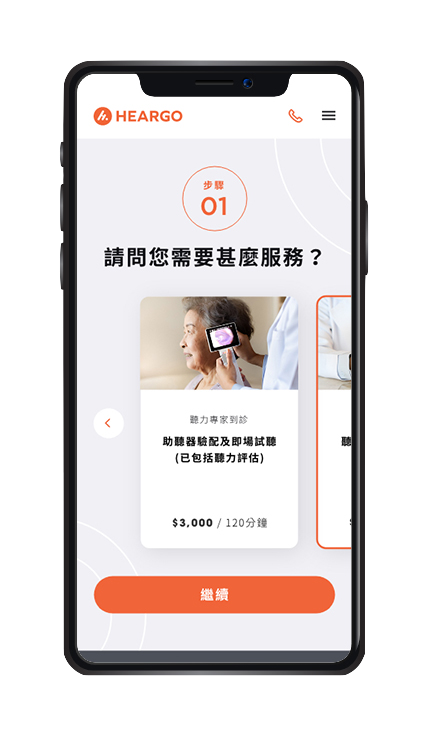 HEARGO
步驟
01
請問您需要甚麼服務？
聽力專家到診
助聽器驗配及即場試聽
(已包括聽力評估)
$3,000 / 120分鐘
繼續